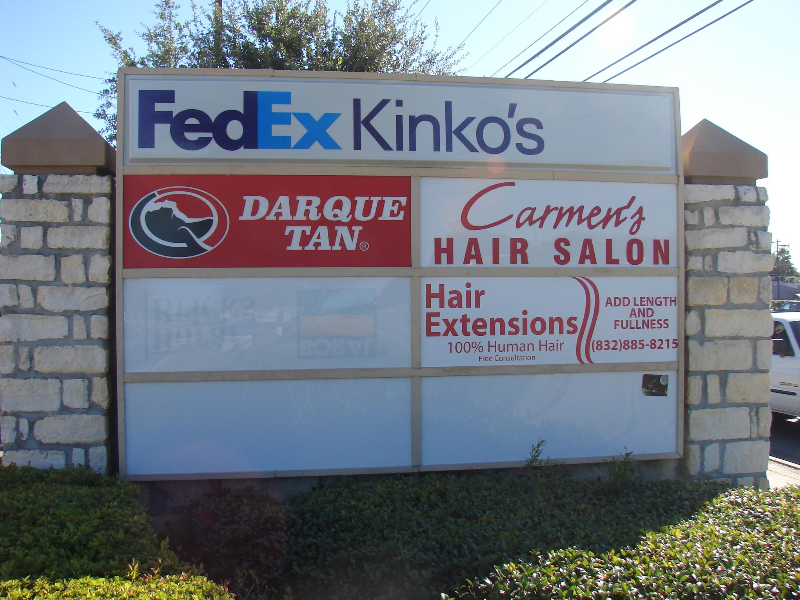 FedEx Kinko's
DARQUE
TAN®
Carmen's
HAIR SALON
Hair
Extensions
100% Human Hair
Free Consultation
ADD LENGTH
AND
FULLNESS
(832)885-8215
BORAL